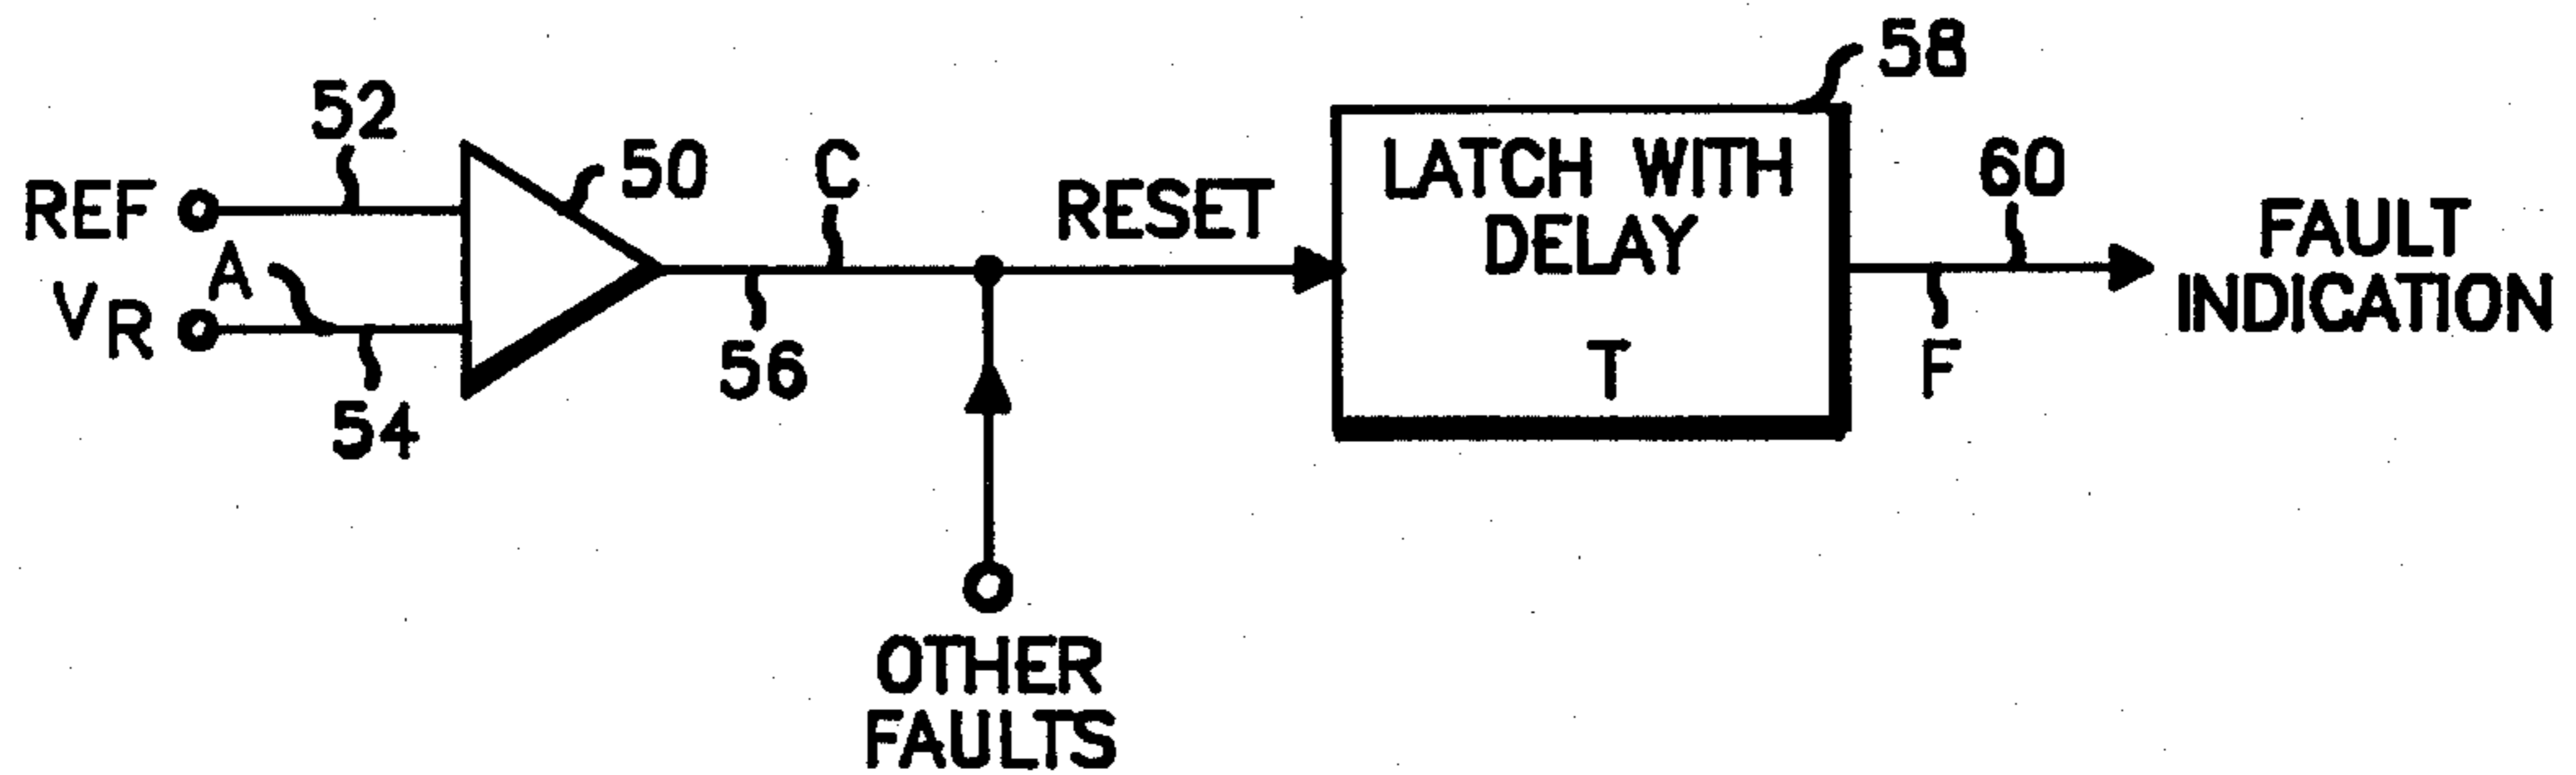 58
52
50
C
LATCH WITH
DELAY
T
60
REF
A
RESET
FAULT
INDICATION
VR
56
F
54
OTHER
FAULTS